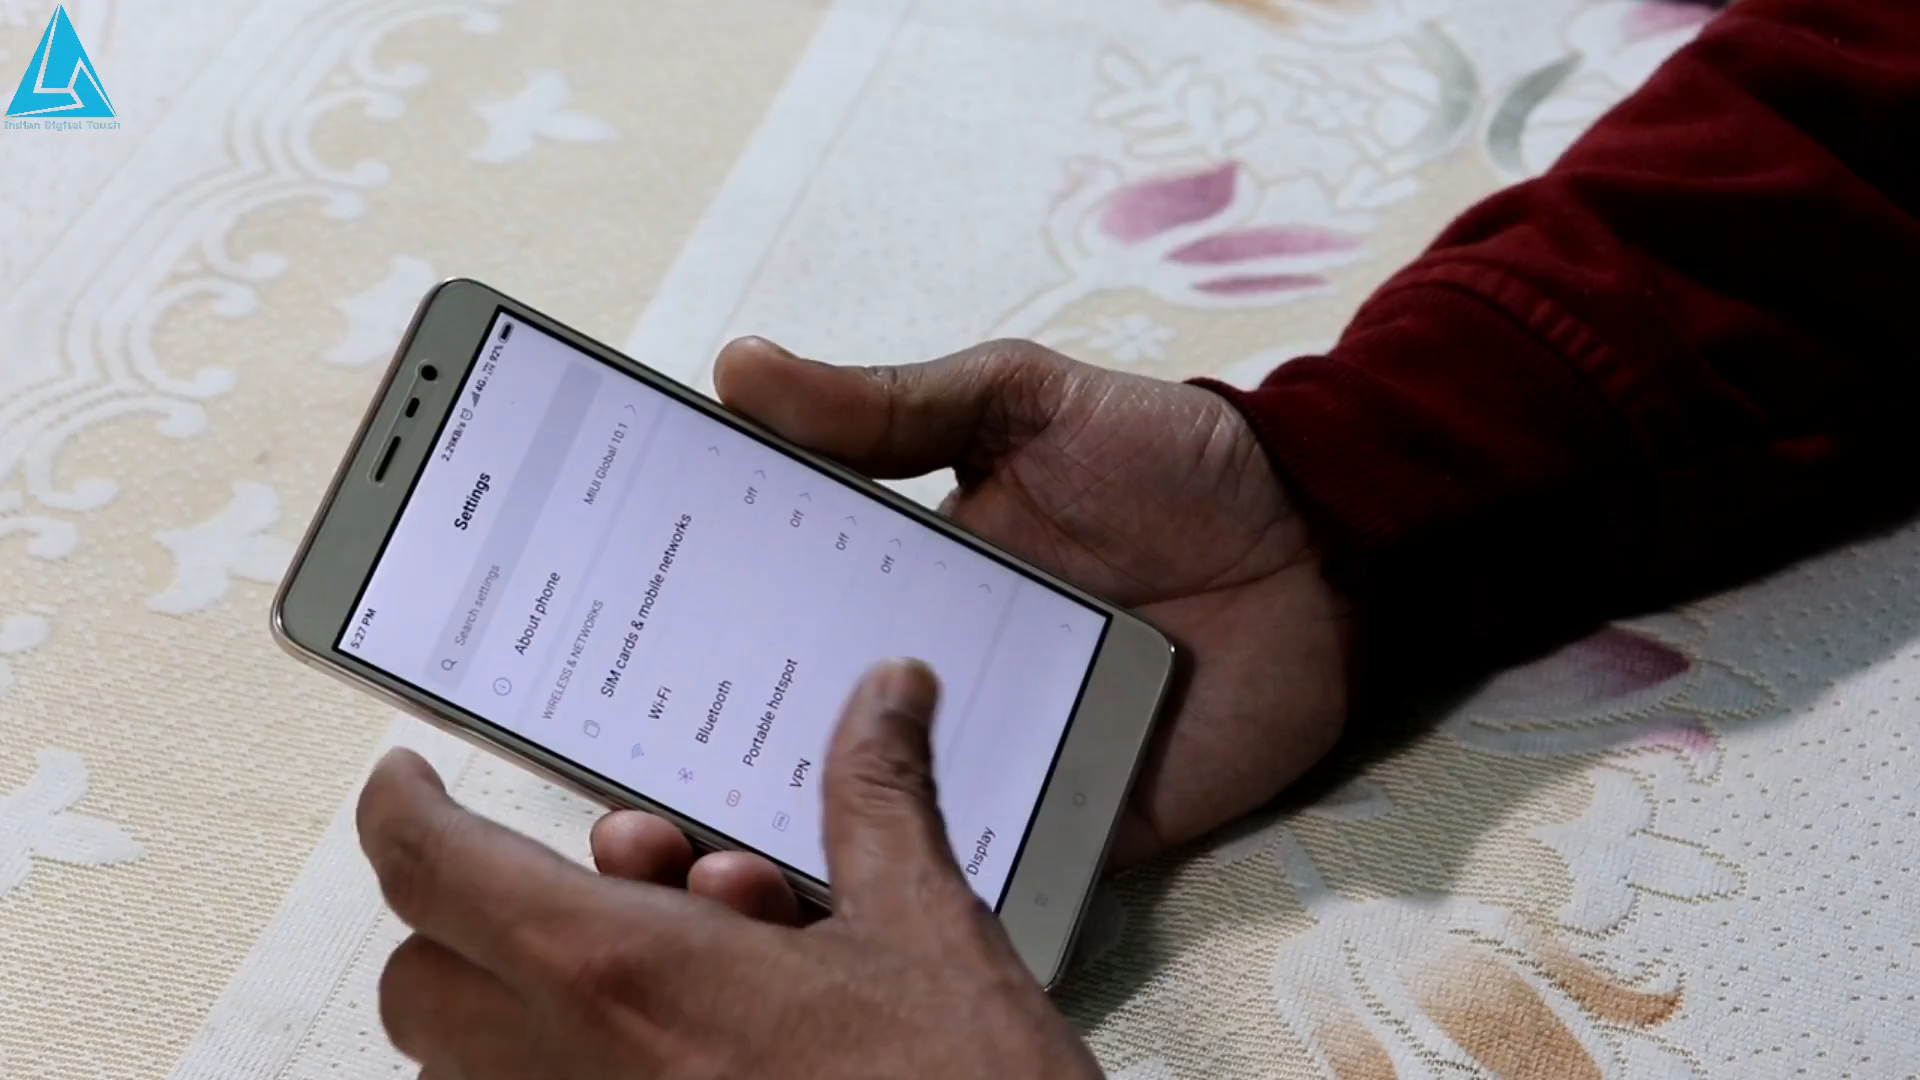 Indian Digital Touch
5:27 PM 2.29KB/s 4G 92%
Settings
Search settings
About phone MIUI Global 10.1
WIRELESS & NETWORKS
SIM cards & mobile networks
Wi-Fi Off
Bluetooth Off
Portable hotspot Off
VPN Off
Display